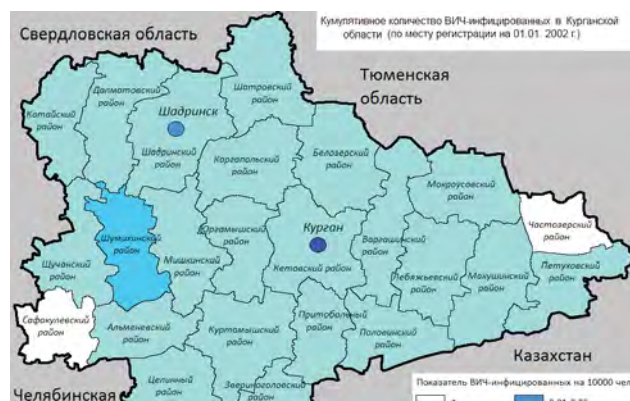 Кумулятивное количество ВИЧ-инфицированных в Курганской
области (по месту регистрации на 01.01. 2002 г.)
Свердловская область
Тюменская
область
Шатровский
район
Далматовский
район
Катайский
район
Шадринск
Шадринский
район
Каргапольский
район
Белозерский
район
Мокроусовский
район
Частозерский
район
Шумихинский
район
Юргамышский
район
Курган
Варгашинский
район
Мишкинский
район
Кетовский район
Лебяжьевский
район
Макушинский
район
Петуховский
район
Щучанский
район
Сафакулевский
район
Альменевский
район
Куртамышский
район
Притобольный
район
Половинский
район
Казахстан
Целинный
район
Звериноголовский
район
Челябинская
Показатель ВИЧ-инфицированных на 10000 чел